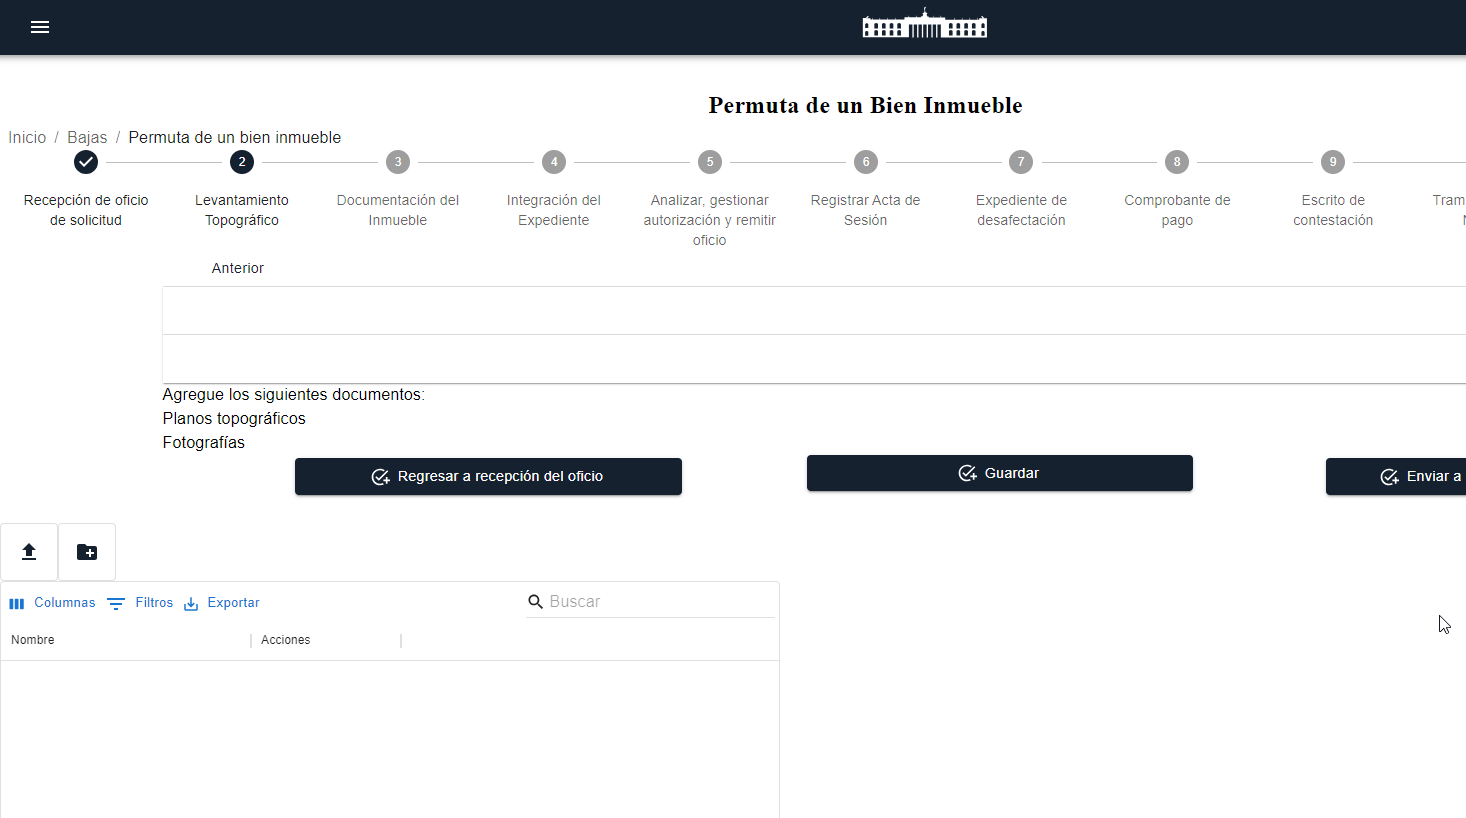 Permuta de un Bien Inmueble
Inicio / Bajas / Permuta de un bien inmueble
2 3 4 5 6 7 8 9
Recepción de oficio de solicitud
Levantamiento Topográfico
Documentación del Inmueble
Integración del Expediente
Analizar, gestionar autorización y remitir oficio
Registrar Acta de Sesión
Expediente de desafectación
Comprobante de pago
Escrito de contestación
Anterior
Agregue los siguientes documentos:
Planos topográficos
Fotografías
Regresar a recepción del oficio
Guardar
Enviar a
Columnas Filtros Exportar Buscar
Nombre Acciones